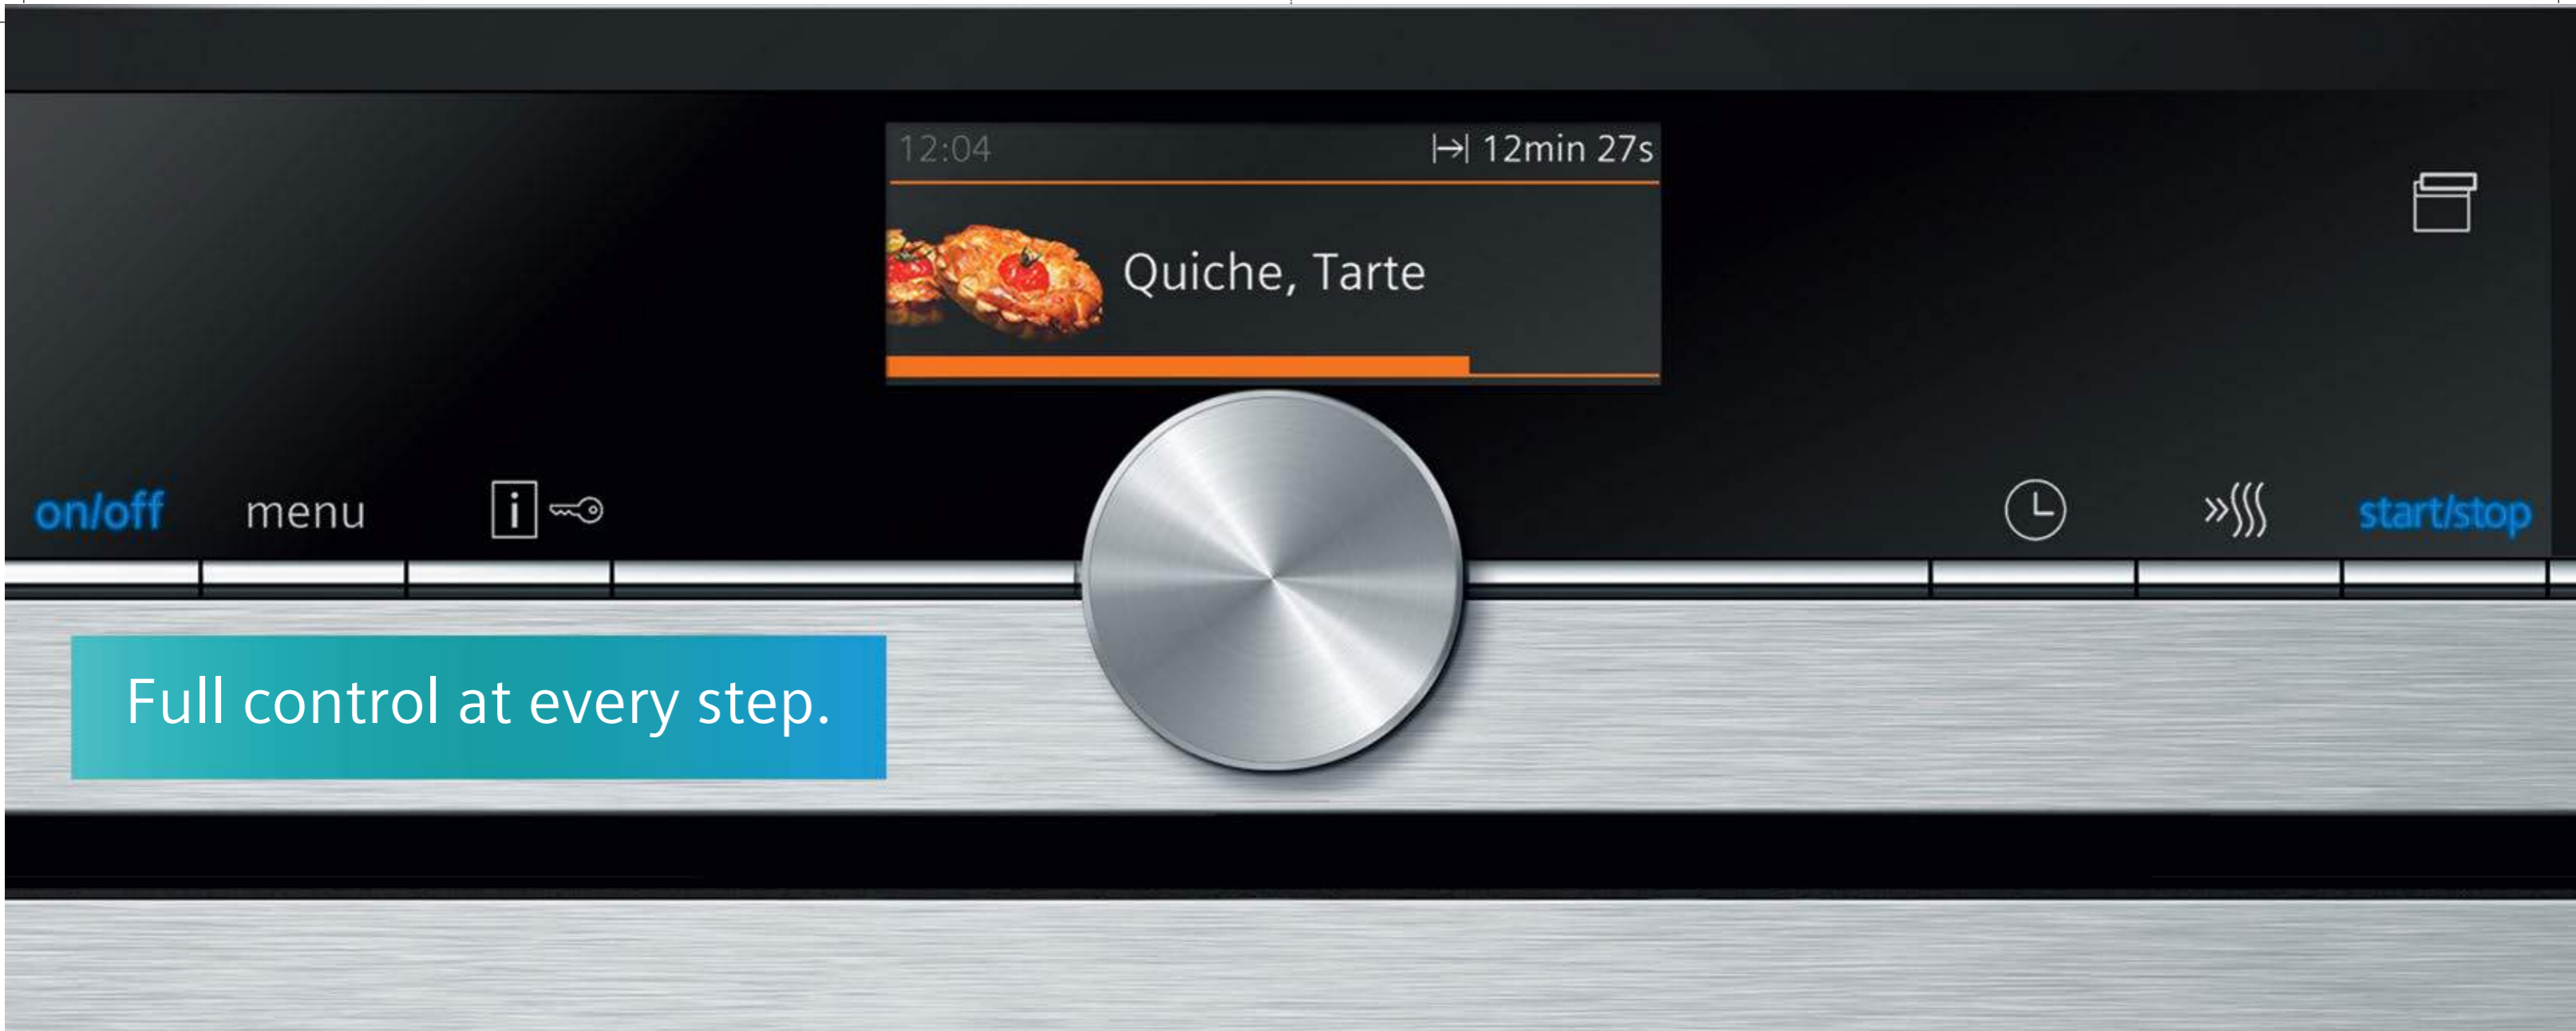 12:04
12min 27s
Quiche, Tarte
on/off
menu
i
start/stop
Full control at every step.